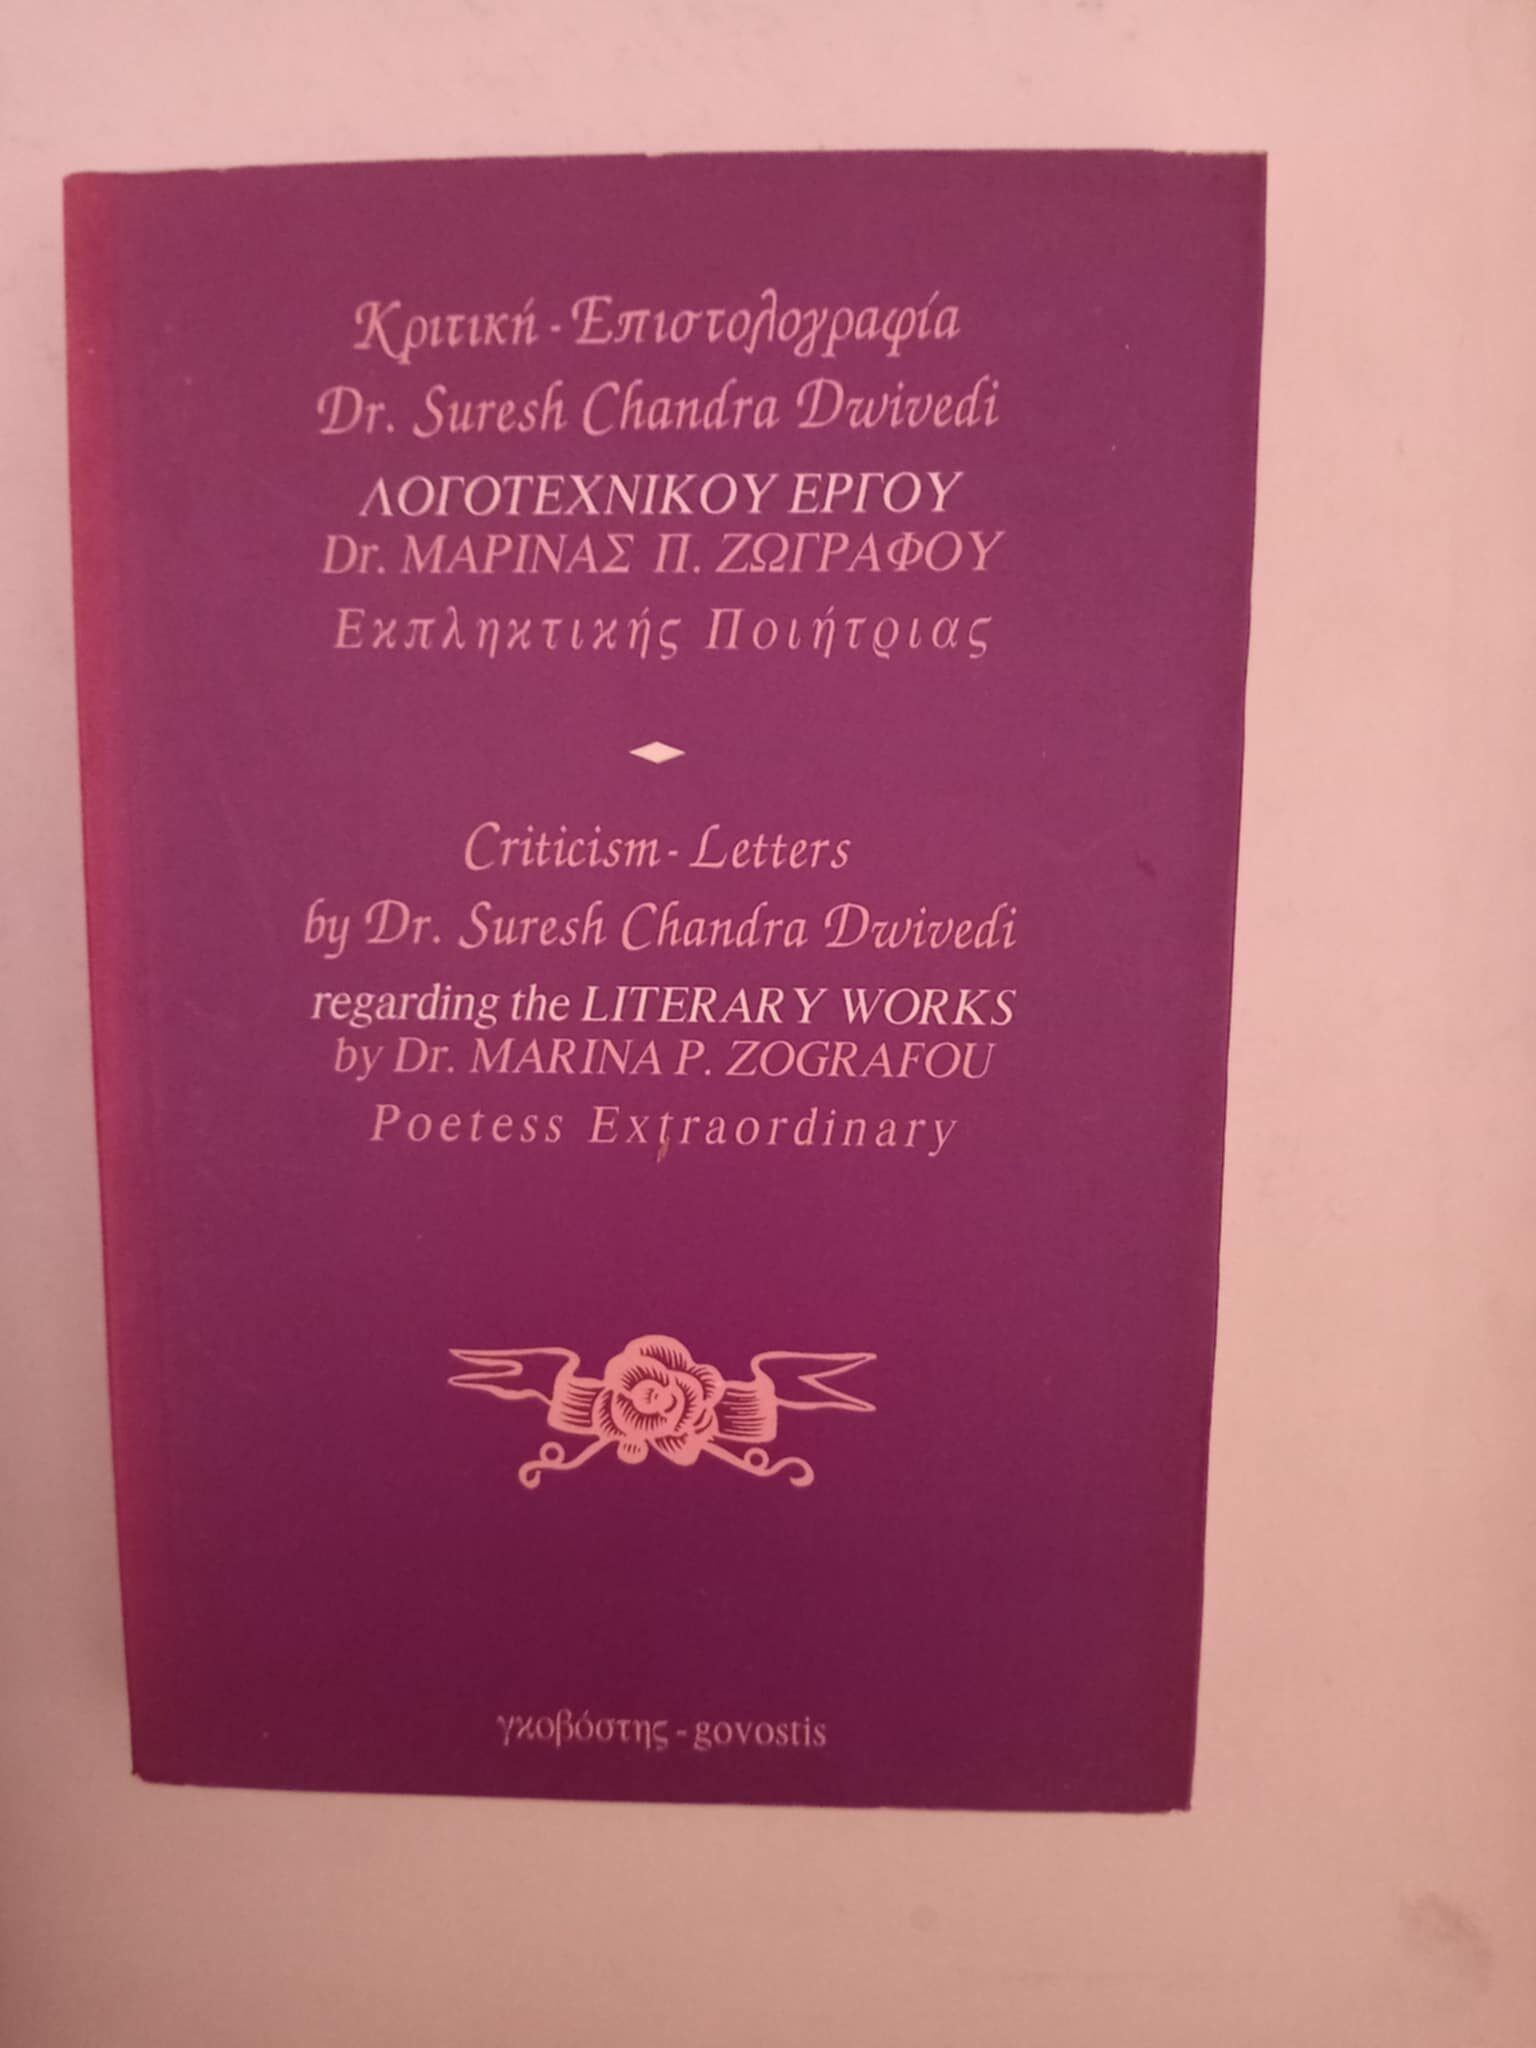 Κριτική - Επιστολογραφία
Dr. Suresh Chandra Dwivedi
ΛΟΓΟΤΕΧΝΙΚΟΥ ΕΡΓΟΥ
Dr. ΜΑΡΙΝΑΣ Π. ΖΩΓΡΑΦΟΥ
Εκπληκτικής Ποιήτριας
Criticism - Letters
by Dr. Suresh Chandra Dwivedi
regarding the LITERARY WORKS
by Dr. MARINA P. ZOGRAFOU
Poetess Extraordinary
γκοβόστης - govostis